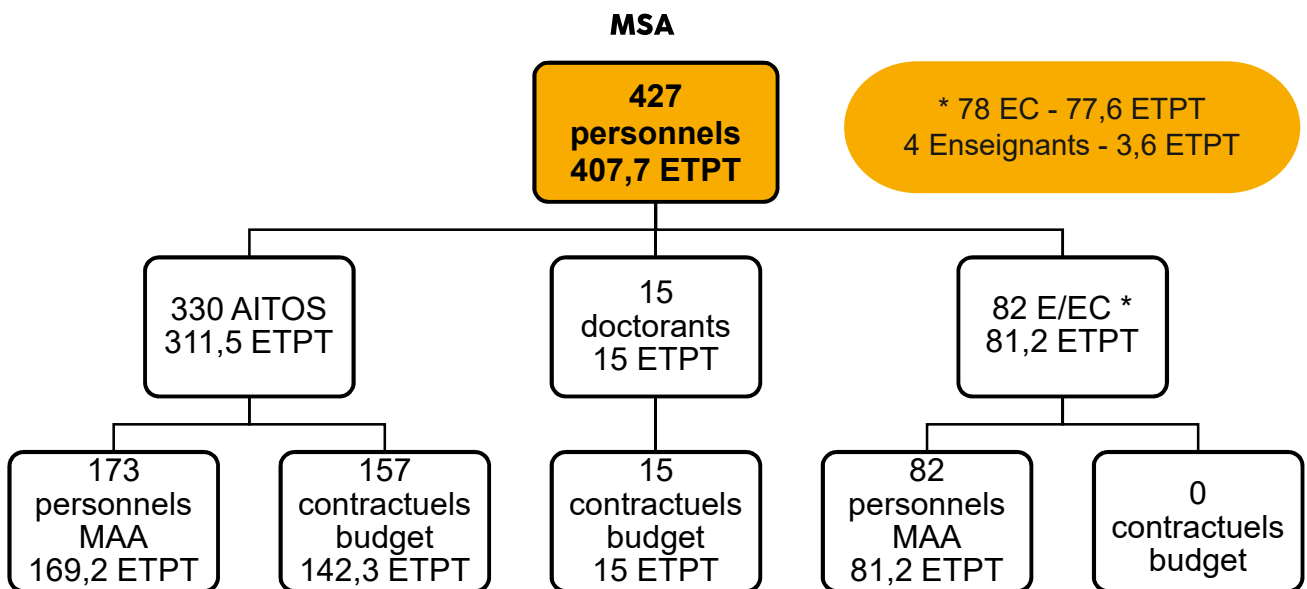 MSA
427
personnels
407,7 ETPT
* 78 EC - 77,6 ETPT
4 Enseignants - 3,6 ETPT
330 AITOS
311,5 ETPT
15
doctorants
15 ETPT
82 E/EC *
81,2 ETPT
173
personnels
MAA
169,2 ETPT
157
contractuels
budget
142,3 ETPT
15
contractuels
budget
15 ETPT
82
personnels
MAA
81,2 ETPT
0
contractuels
budget